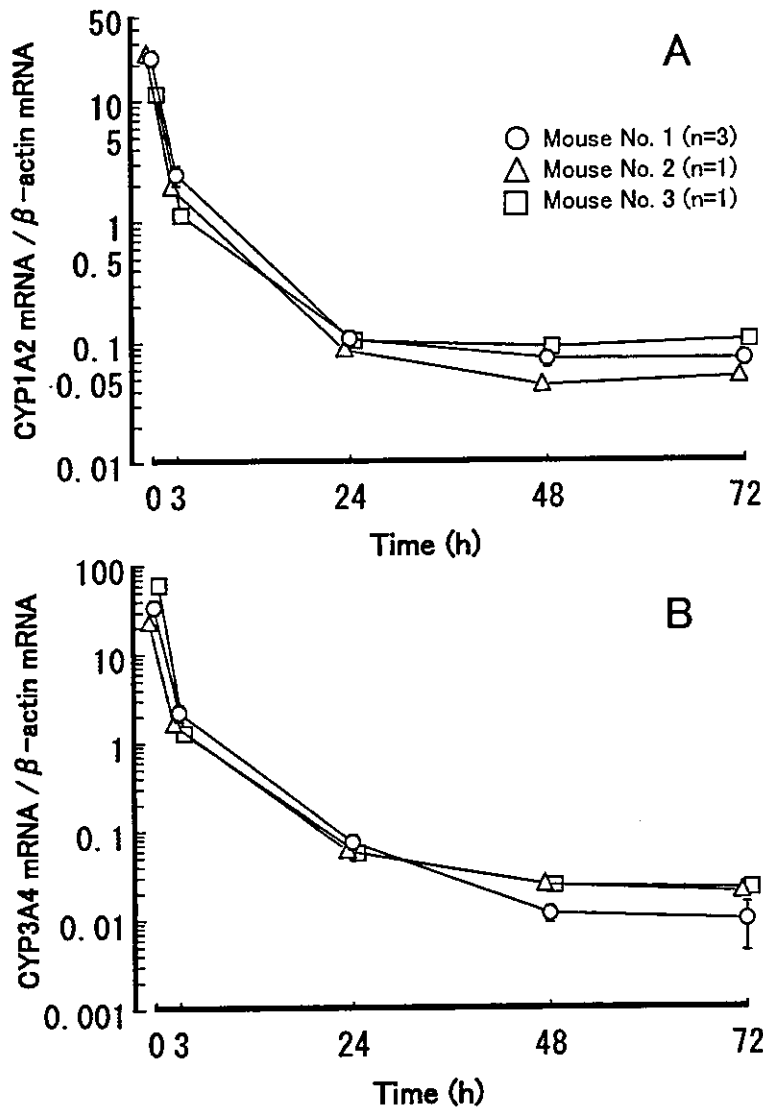 A
CYP1A2 mRNA / β-actin mRNA
50
10
5
1
0.5
0.1
0.05
0.01
Mouse No. 1 (n=3)
Mouse No. 2 (n=1)
Mouse No. 3 (n=1)
0 3 24 48 72
Time (h)
B
CYP3A4 mRNA / β-actin mRNA
100
10
1
0.1
0.01
0.001
0 3 24 48 72
Time (h)